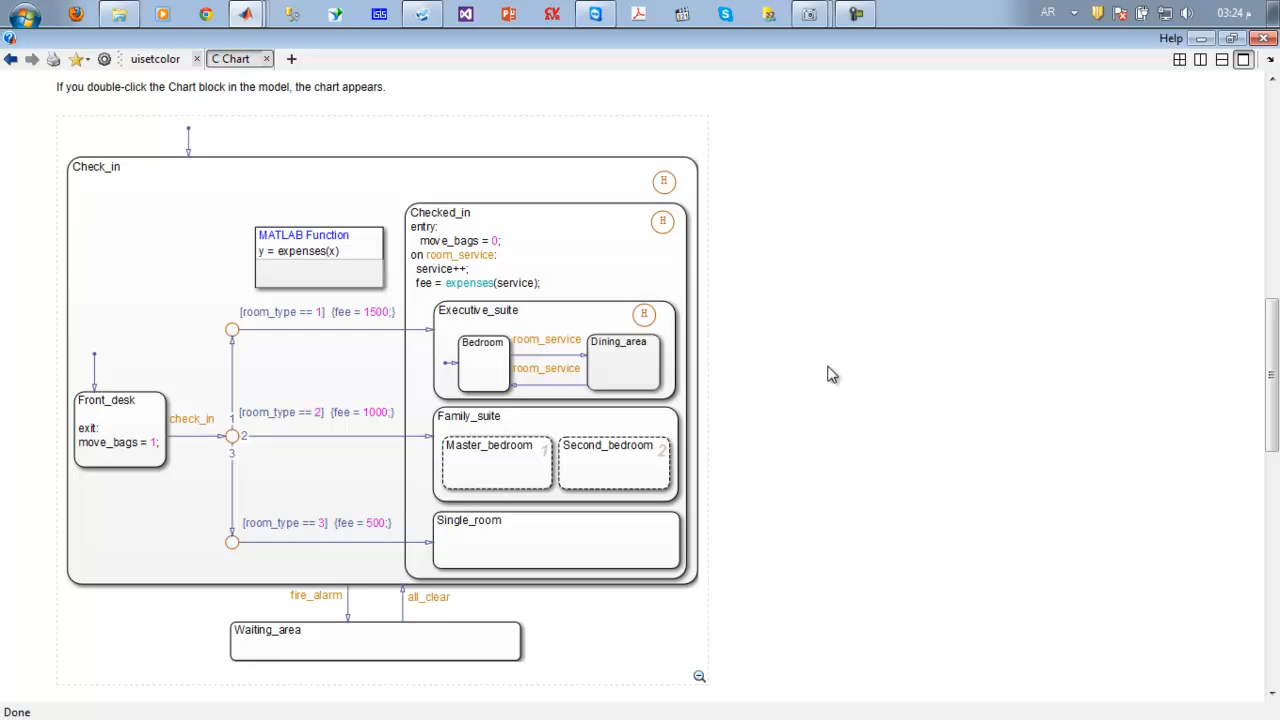 AR
03:24 م
Help
uisetcolor
C Chart
If you double-click the Chart block in the model, the chart appears.
Check_in
H
Checked_in
H
entry:
move_bags = 0;
on room_service:
service++;
fee = expenses(service);
MATLAB Function
y = expenses(x)
[room_type == 1] {fee = 1500;}
Executive_suite
H
Bedroom
room_service
Dining_area
room_service
Front_desk
exit:
move_bags = 1;
check_in
1
2
3
[room_type == 2] {fee = 1000;}
Family_suite
Master_bedroom
1
Second_bedroom
2
[room_type == 3] {fee = 500;}
Single_room
fire_alarm
all_clear
Waiting_area
Done